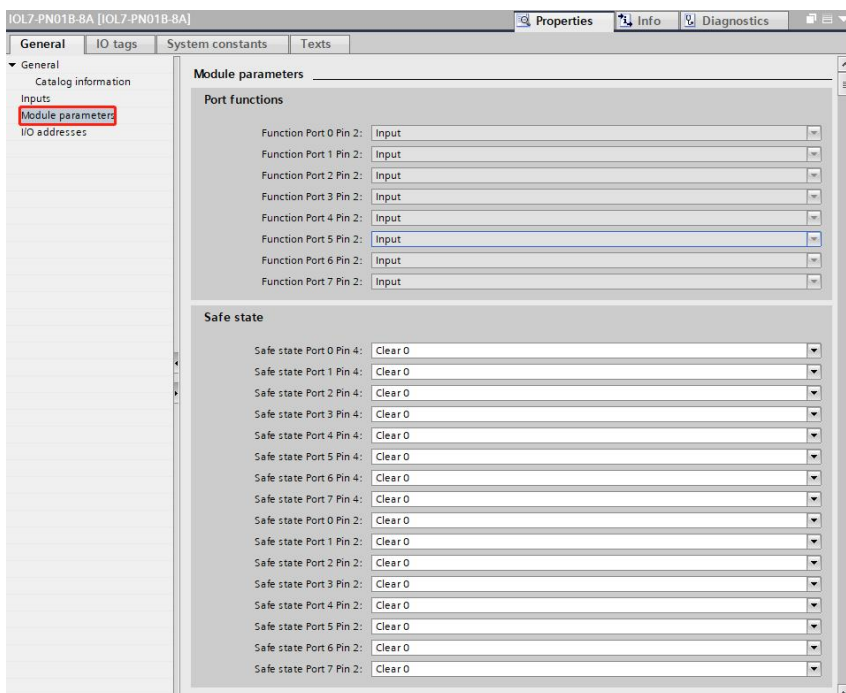 IOL7-PN01B-8A [IOL7-PN01B-8A]
Properties Info Diagnostics
General IO tags System constants Texts
General
Catalog information
Inputs
Module parameters
I/O addresses
Module parameters
Port functions
Function Port 0 Pin 2: Input
Function Port 1 Pin 2: Input
Function Port 2 Pin 2: Input
Function Port 3 Pin 2: Input
Function Port 4 Pin 2: Input
Function Port 5 Pin 2: Input
Function Port 6 Pin 2: Input
Function Port 7 Pin 2: Input
Safe state
Safe state Port 0 Pin 4: Clear 0
Safe state Port 1 Pin 4: Clear 0
Safe state Port 2 Pin 4: Clear 0
Safe state Port 3 Pin 4: Clear 0
Safe state Port 4 Pin 4: Clear 0
Safe state Port 5 Pin 4: Clear 0
Safe state Port 6 Pin 4: Clear 0
Safe state Port 7 Pin 4: Clear 0
Safe state Port 0 Pin 2: Clear 0
Safe state Port 1 Pin 2: Clear 0
Safe state Port 2 Pin 2: Clear 0
Safe state Port 3 Pin 2: Clear 0
Safe state Port 4 Pin 2: Clear 0
Safe state Port 5 Pin 2: Clear 0
Safe state Port 6 Pin 2: Clear 0
Safe state Port 7 Pin 2: Clear 0